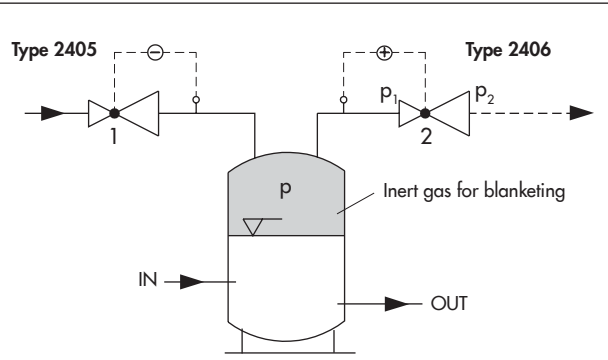 Type 2405
Type 2406
⊖
⊕
p₁
p₂
1
2
p
Inert gas for blanketing
IN
OUT